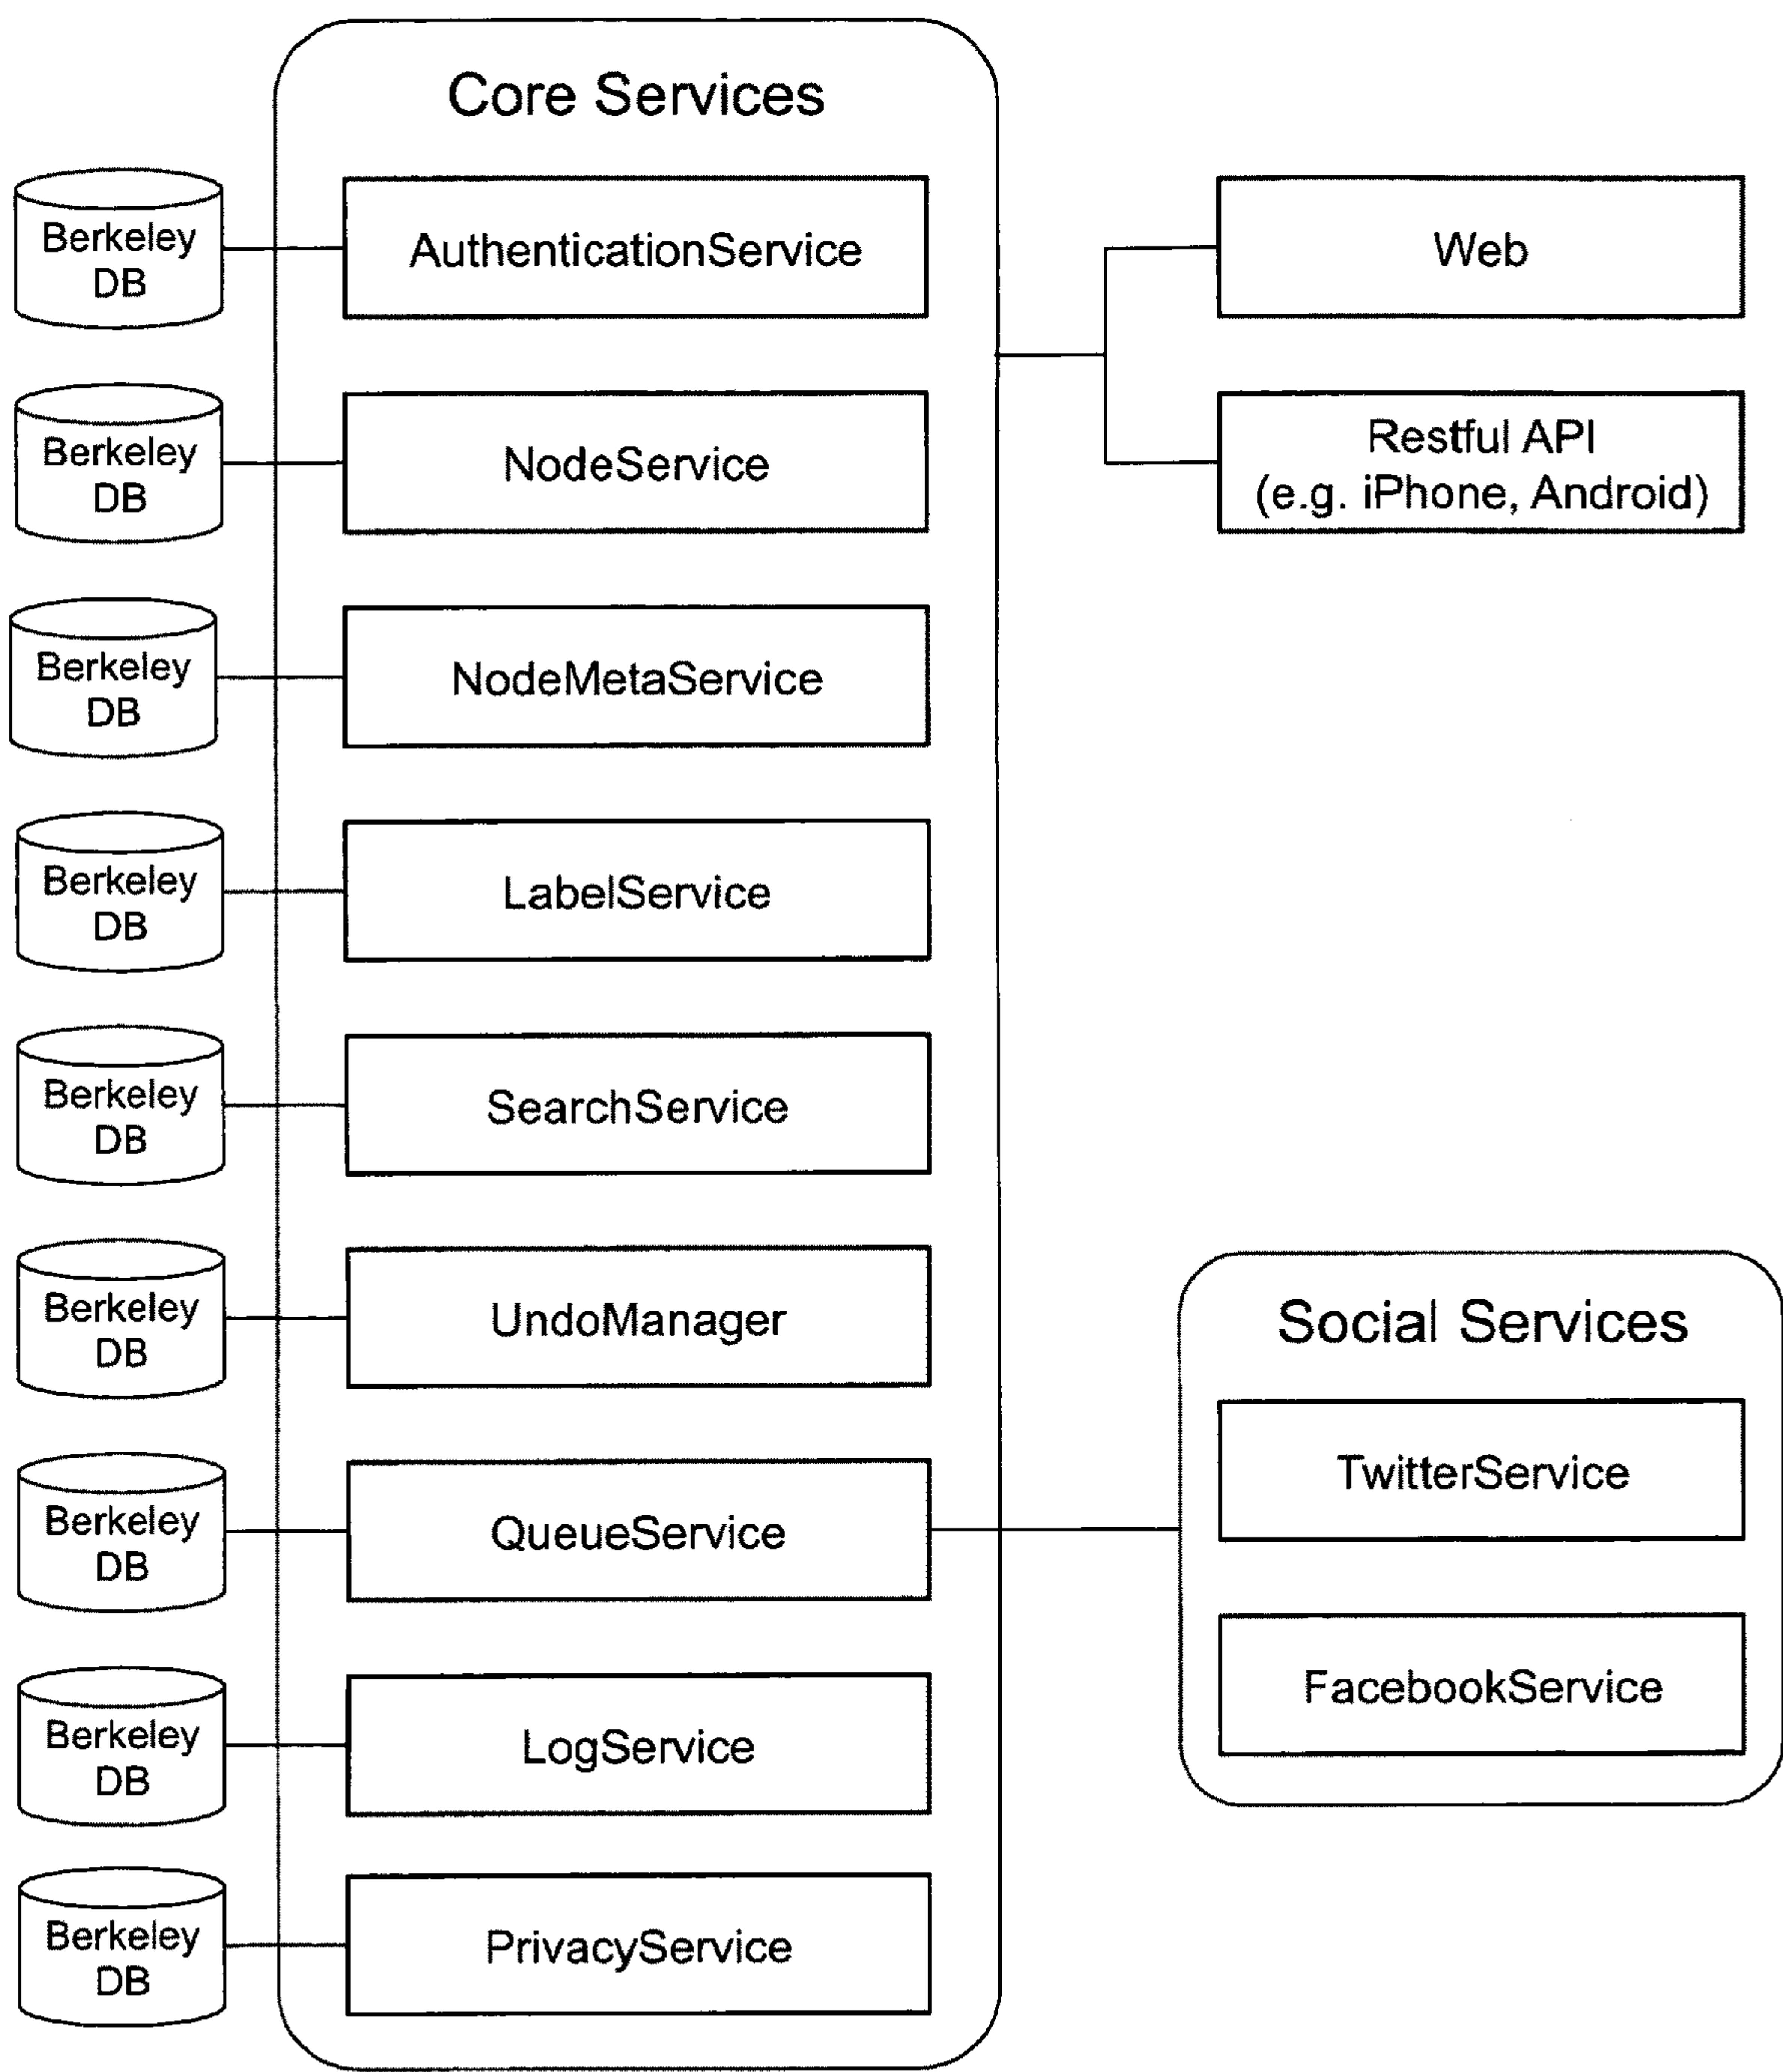 Core Services
Berkeley
DB
AuthenticationService
Web
Berkeley
DB
NodeService
Restful API
(e.g. iPhone, Android)
Berkeley
DB
NodeMetaService
Berkeley
DB
LabelService
Berkeley
DB
SearchService
Berkeley
DB
UndoManager
Social Services
Berkeley
DB
QueueService
TwitterService
Berkeley
DB
LogService
FacebookService
Berkeley
DB
PrivacyService